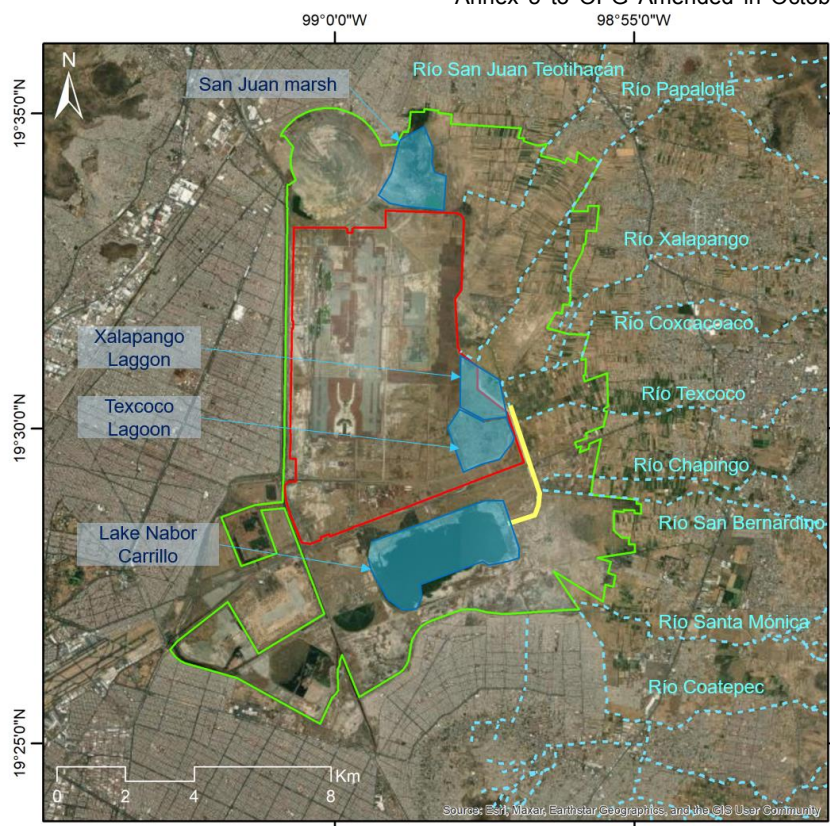 Annex 5 to CPG Amended in Octob
99°0'0"W
98°55'0"W
N
San Juan marsh
Río San Juan Teotihacán
Río Papalotla
19°35'0"N
Río Xalapango
Río Coxcacoaco
Xalapango
Laggon
Río Texcoco
Texcoco
Lagoon
19°30'0"N
Río Chapingo
Río San Bernardino
Lake Nabor
Carrillo
Río Santa Mónica
Río Coatepec
19°25'0"N
Km
0 2 4 8
Source: Esri, Maxar, Earthstar Geographics, and the GIS User Community